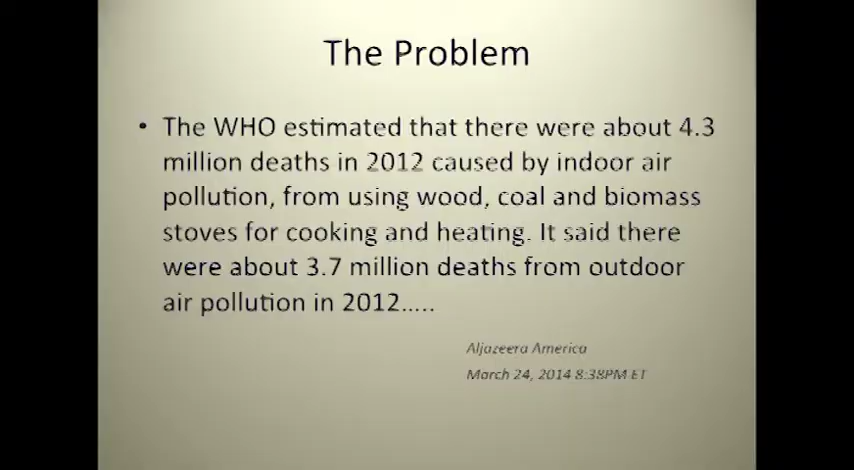 The Problem
• The WHO estimated that there were about 4.3
million deaths in 2012 caused by indoor air
pollution, from using wood, coal and biomass
stoves for cooking and heating. It said there
were about 3.7 million deaths from outdoor
air pollution in 2012…..
Aljazeera America
March 24, 2014 8:38PM ET